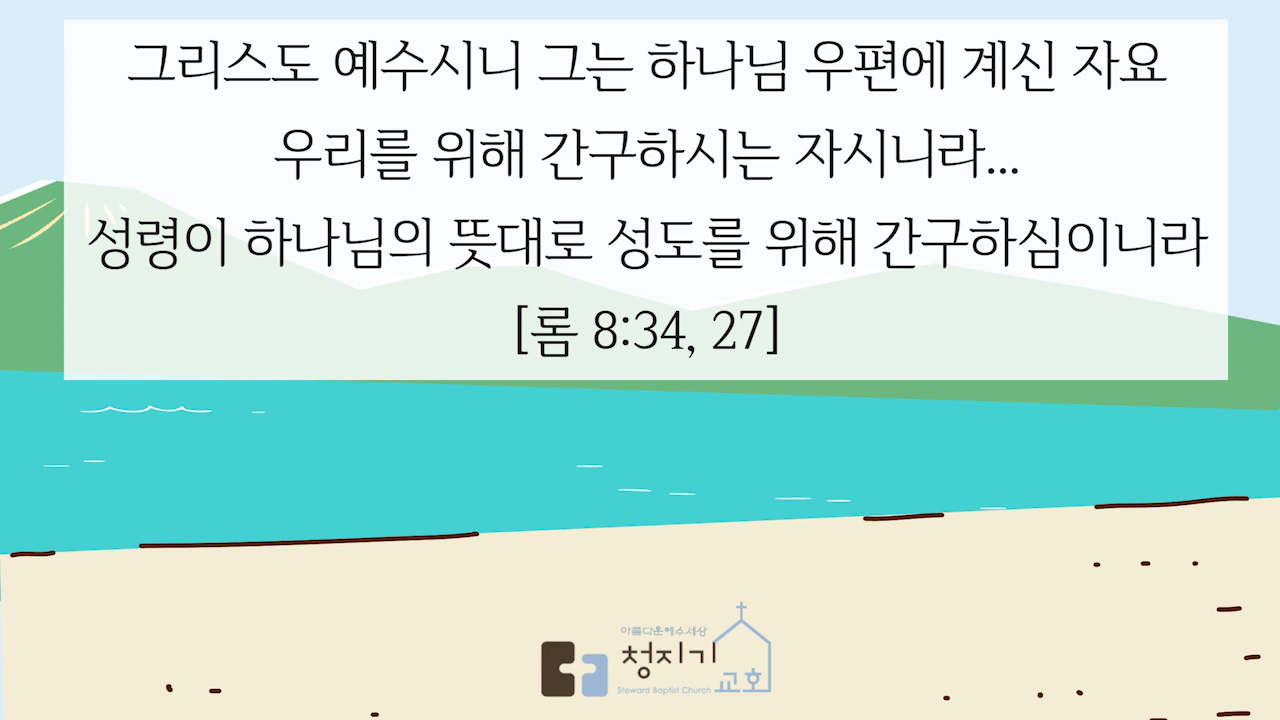 그리스도 예수시니 그는 하나님 우편에 계신 자요
우리를 위해 간구하시는 자시니라...
성령이 하나님의 뜻대로 성도를 위해 간구하심이니라
[롬 8:34, 27]
아름다운예수세상
청지기
교회
Steward Baptist Church